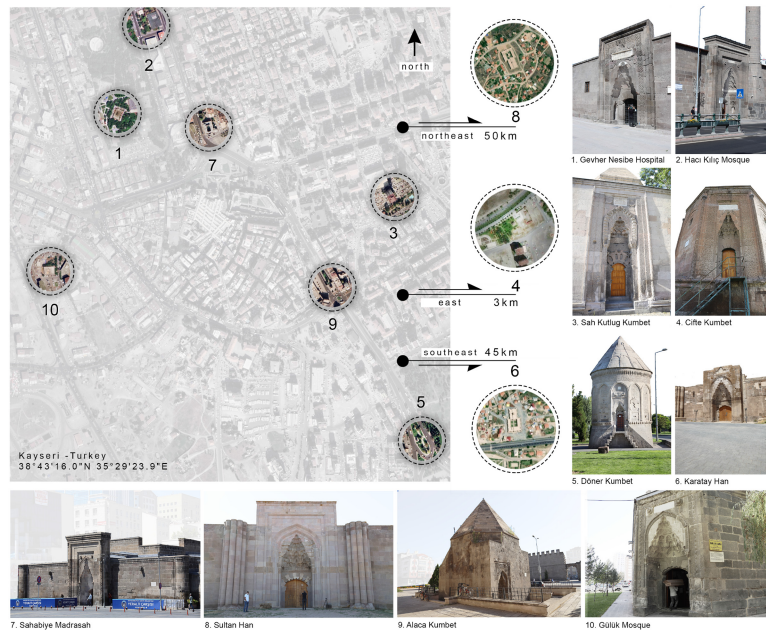 2
north
8
northeast 50km
1
7
1. Gevher Nesibe Hospital
2. Hacı Kılıç Mosque
3
4
east 3km
10
9
3. Sah Kutlug Kumbet
4. Cifte Kumbet
southeast 45km
6
5
Kayseri -Turkey
38°43'16.0"N 35°29'23.9"E
5. Döner Kumbet
6. Karatay Han
7. Sahabiye Madrasah
8. Sultan Han
9. Alaca Kumbet
10. Gülük Mosque